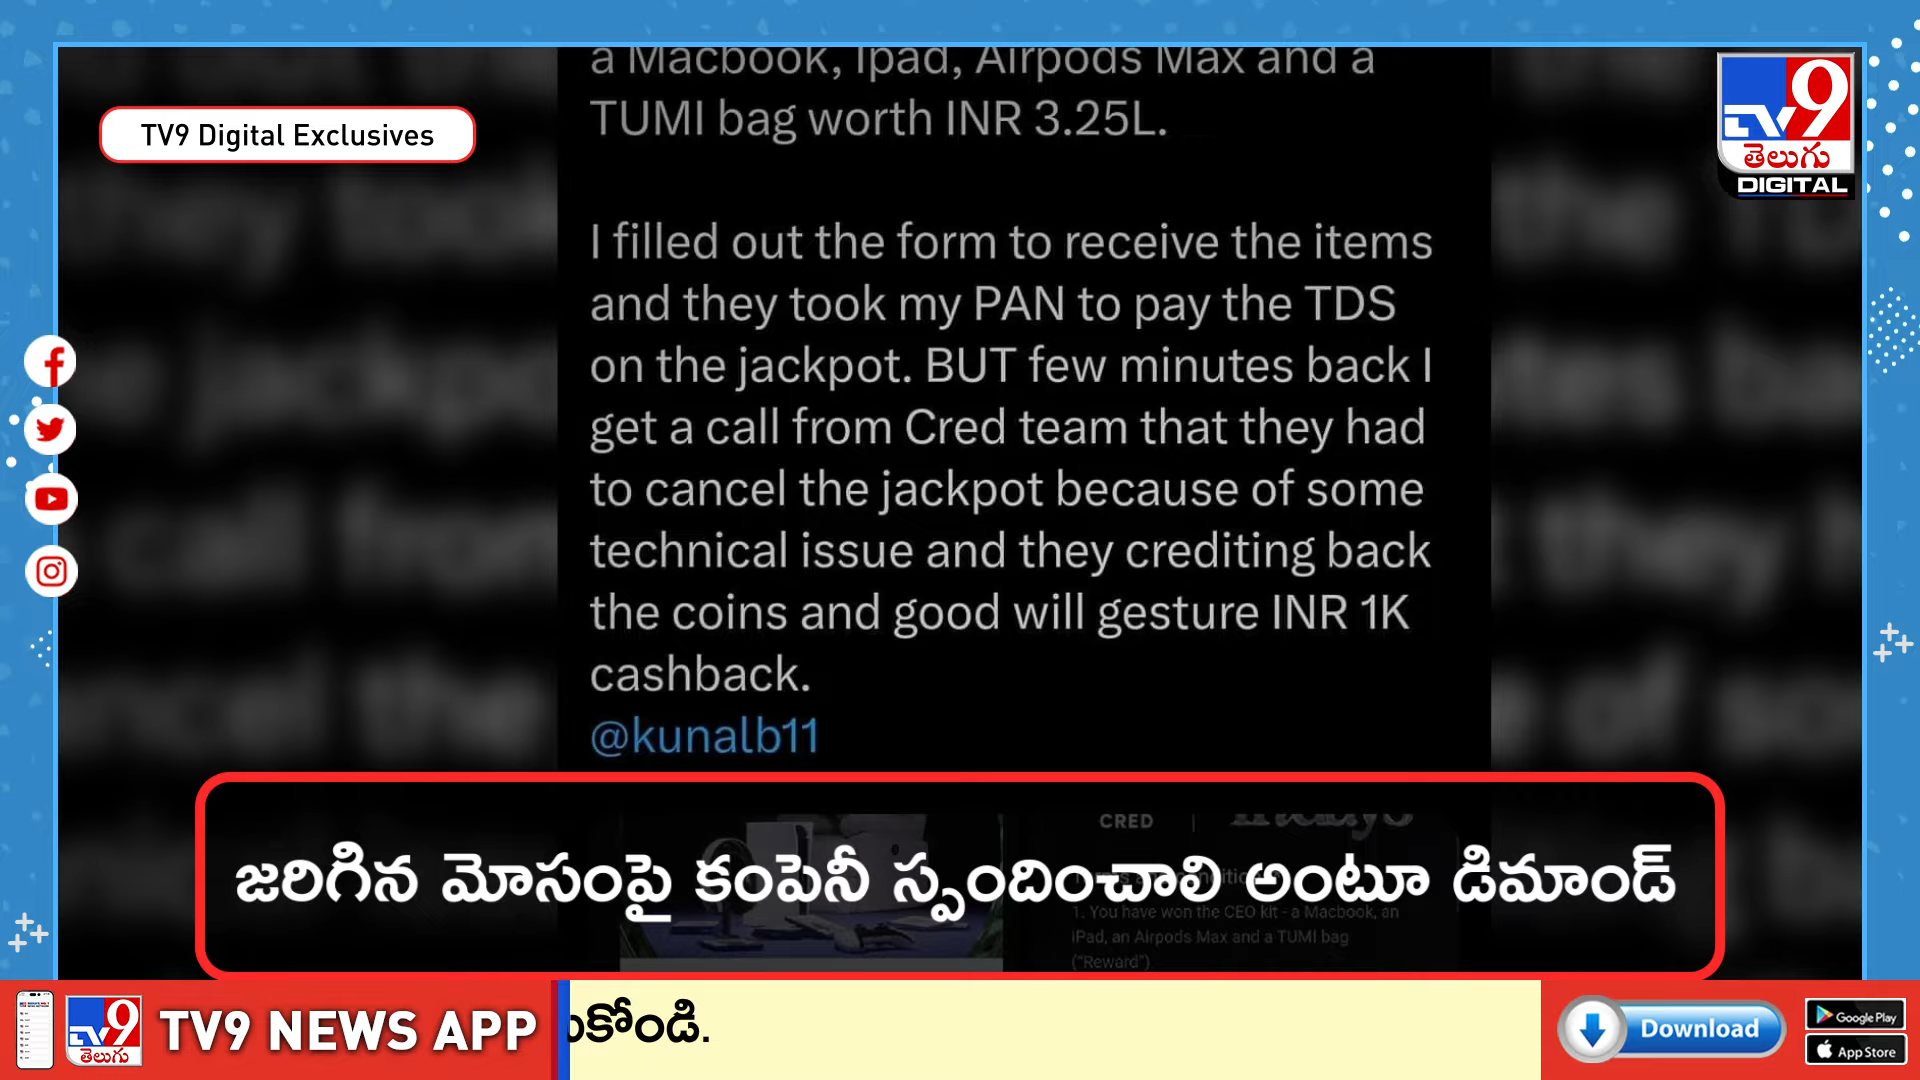 a Macbook, Ipad, Airpods Max and a
TUMI bag worth INR 3.25L.
TV9 Digital Exclusives
TV9
తెలుగు
DIGITAL
I filled out the form to receive the items
and they took my PAN to pay the TDS
on the jackpot. BUT few minutes back I
get a call from Cred team that they had
to cancel the jackpot because of some
technical issue and they crediting back
the coins and good will gesture INR 1K
cashback.
@kunalb11
CRED
జరిగిన మోసంపై కంపెనీ స్పందించాలి అంటూ డిమాండ్
1. You have won the CEO kit - a Macbook, an
iPad, an Airpods Max and a TUMI bag
("Reward")
TV9
తెలుగు
TV9 NEWS APP
Download
Google Play
App Store